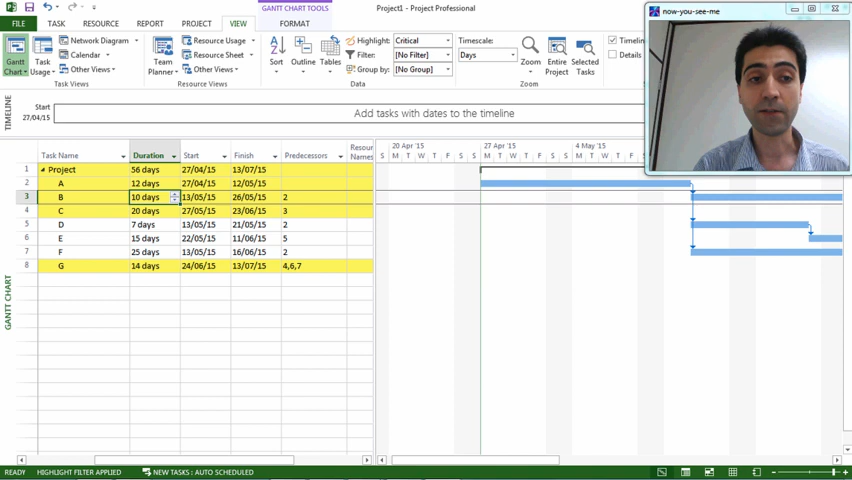 GANTT CHART TOOLS
Project1 - Project Professional
now-you-see-me
FILE TASK RESOURCE REPORT PROJECT VIEW FORMAT
Gantt Chart
Task Usage
Network Diagram
Calendar
Other Views
Task Views
Team Planner
Resource Usage
Resource Sheet
Other Views
Resource Views
Sort
Outline
Tables
Highlight: Critical
Filter: [No Filter]
Group by: [No Group]
Data
Timescale:
Days
Zoom
Entire Project
Selected Tasks
Zoom
Timeline
Details
TIMELINE
Start
27/04/15
Add tasks with dates to the timeline
20 Apr '15 27 Apr '15 4 May '15
Task Name Duration Start Finish Predecessors Resour Names
S M T W T F S S M T W T F S S M T W T F
1 Project 56 days 27/04/15 13/07/15
2 A 12 days 27/04/15 12/05/15
3 B 10 days 13/05/15 26/05/15 2
4 C 20 days 27/05/15 23/06/15 3
5 D 7 days 13/05/15 21/05/15 2
6 E 15 days 22/05/15 11/06/15 5
7 F 25 days 13/05/15 16/06/15 2
8 G 14 days 24/06/15 13/07/15 4,6,7
GANTT CHART
READY HIGHLIGHT FILTER APPLIED NEW TASKS : AUTO SCHEDULED